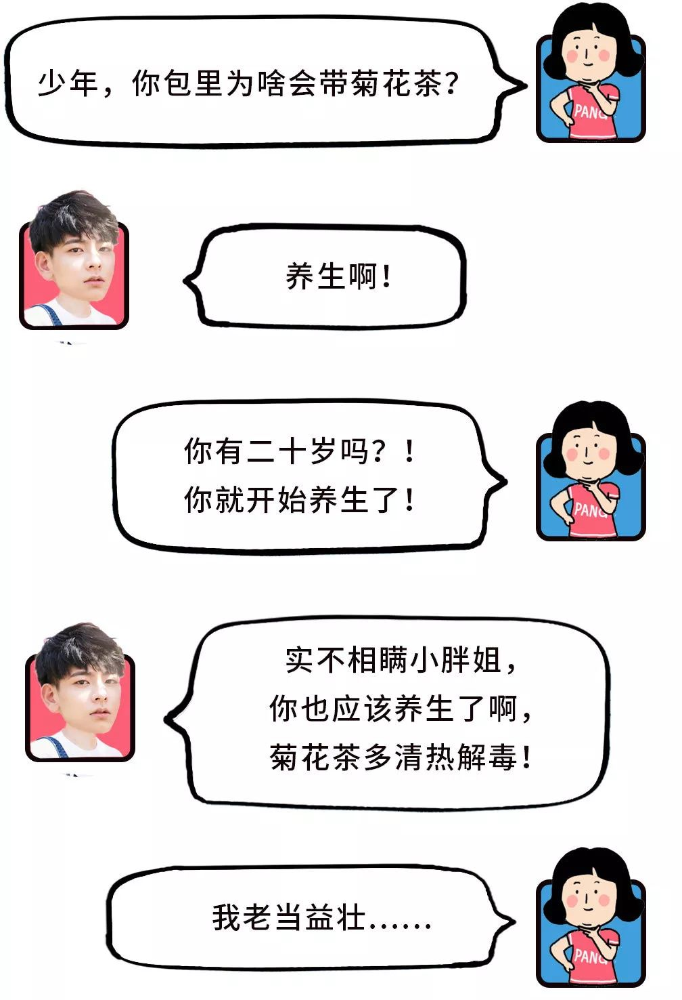 少年，你包里为啥会带菊花茶？
PANG
养生啊！
你有二十岁吗？！
你就开始养生了！
PANG
实不相瞒小胖姐，
你也应该养生了啊，
菊花茶多清热解毒！
我老当益壮……
PANG